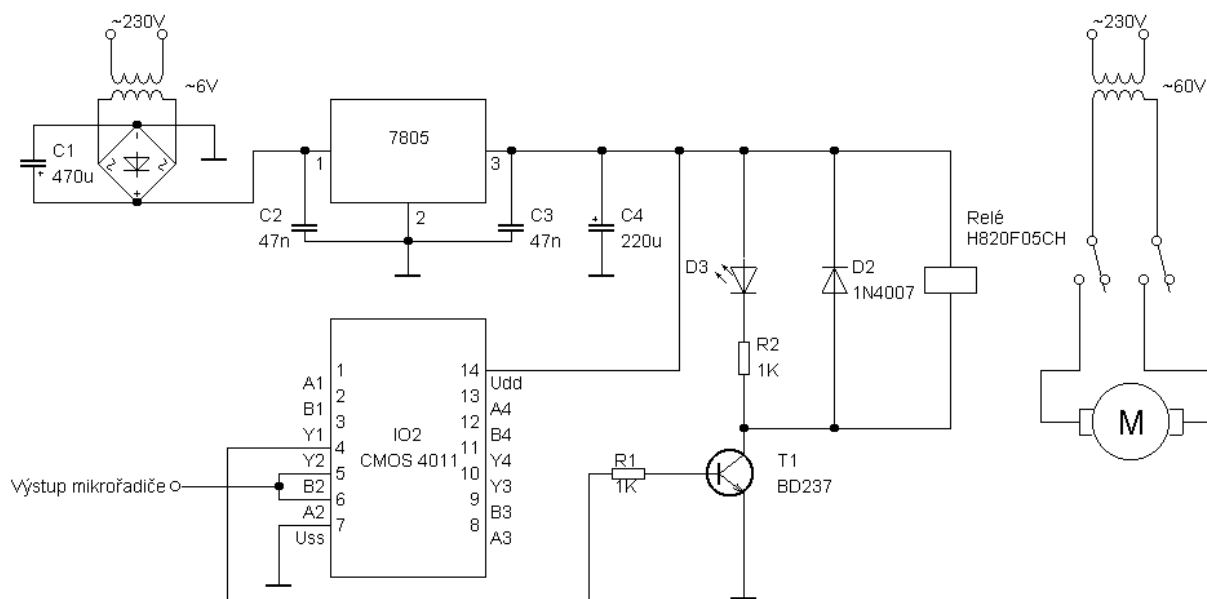 ~230V
~6V
C1
470u
~
~
-
+
+
7805
1
3
2
C2
47n
C3
47n
+
C4
220u
D3
D2
1N4007
R2
1K
Relé
H820F05CH
~230V
~60V
M
IO2
CMOS 4011
1
A1
2
B1
3
Y1
4
Y2
5
B2
6
A2
7
Uss
14
Udd
13
A4
12
B4
11
Y4
10
Y3
9
B3
8
A3
Výstup mikrořadiče
R1
1K
T1
BD237